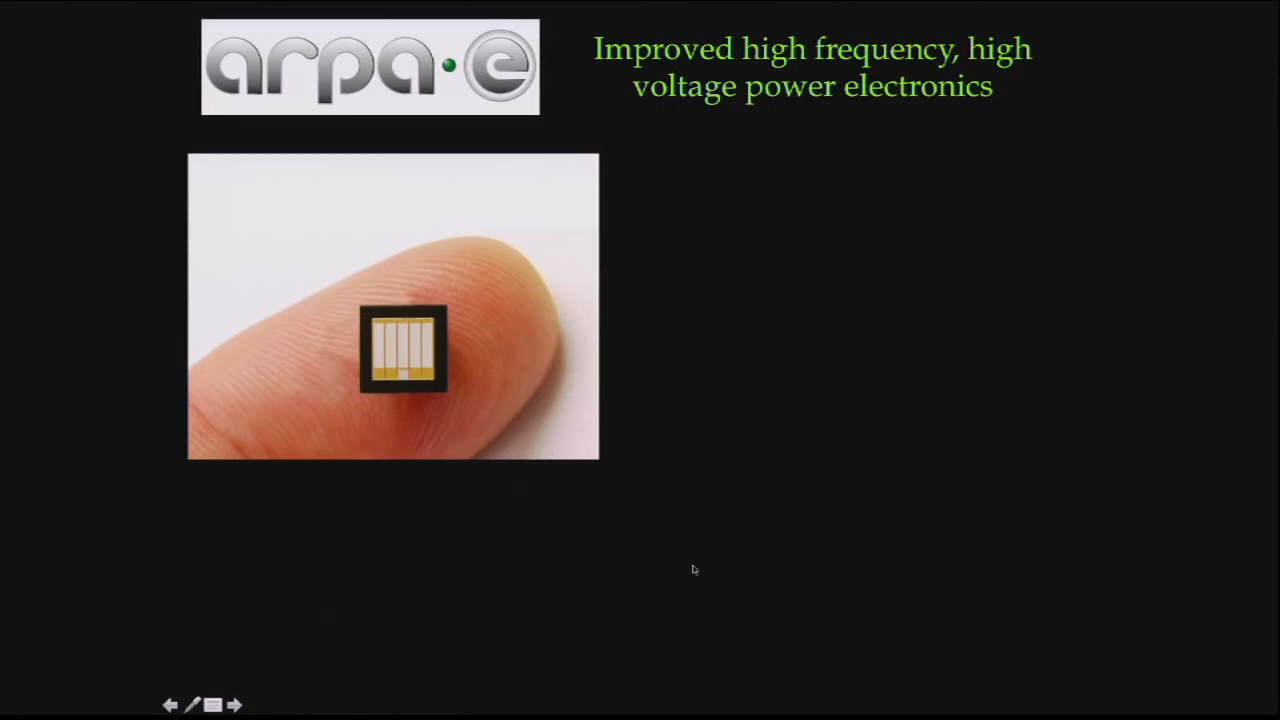 arpa·e
Improved high frequency, high
voltage power electronics